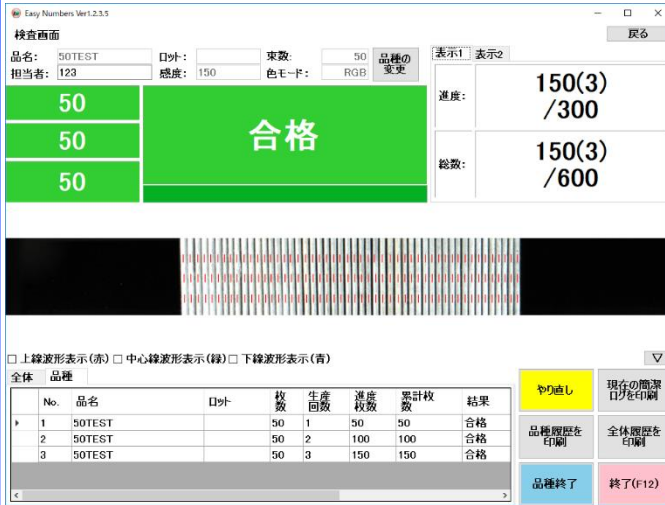 Easy Numbers Ver1.2.3.5
検査画面
戻る
品名: 50TEST ロット: 束数: 50 品種の変更
担当者: 123 感度: 150 色モード: RGB
表示1 表示2
50
50
50
合格
進度: 150(3)
/300
総数: 150(3)
/600
上線波形表示(赤) 中心線波形表示(緑) 下線波形表示(青)
▽
全体 品種
No. 品名 ロット 枚数 生産回数 進度枚数 累計枚数 結果
1 50TEST 50 1 50 50 合格
2 50TEST 50 2 100 100 合格
3 50TEST 50 3 150 150 合格
やり直し
現在の簡潔
ログを印刷
品種履歴を
印刷
全体履歴を
印刷
品種終了
終了(F12)